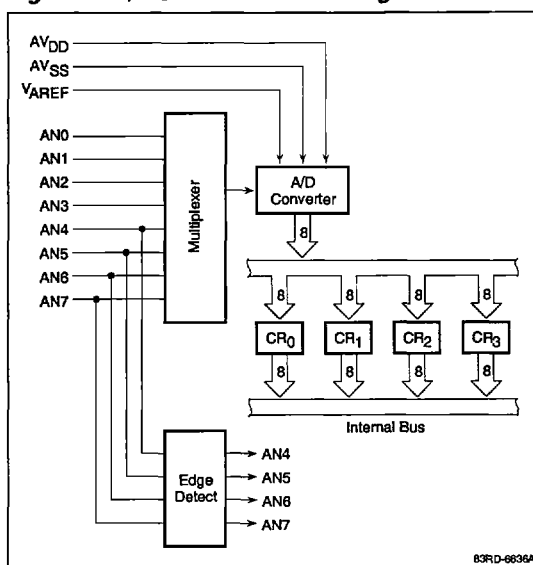 AVDD
AVSS
VAREF
AN0
AN1
AN2
AN3
AN4
AN5
AN6
AN7
Multiplexer
A/D
Converter
8
8
8
8
8
CR0
CR1
CR2
CR3
8
8
8
8
Internal Bus
Edge
Detect
AN4
AN5
AN6
AN7
83RD-6636A